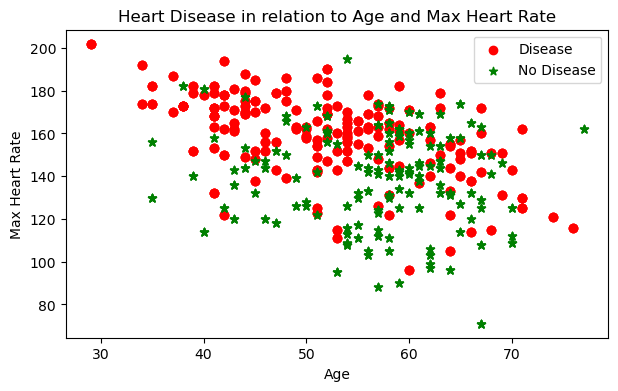 Heart Disease in relation to Age and Max Heart Rate
Disease
No Disease
Max Heart Rate
200
180
160
140
120
100
80
30
40
50
60
70
Age